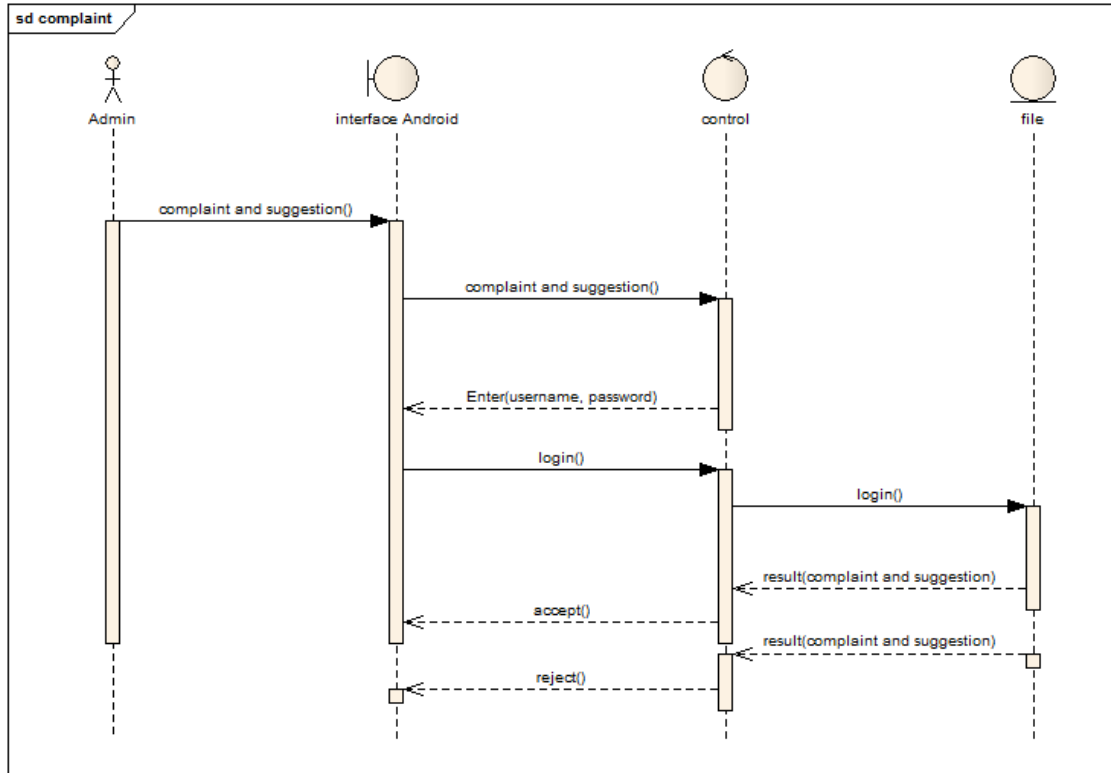 sd complaint
Admin
interface Android
control
file
complaint and suggestion()
complaint and suggestion()
Enter(username, password)
login()
login()
result(complaint and suggestion)
accept()
result(complaint and suggestion)
reject()